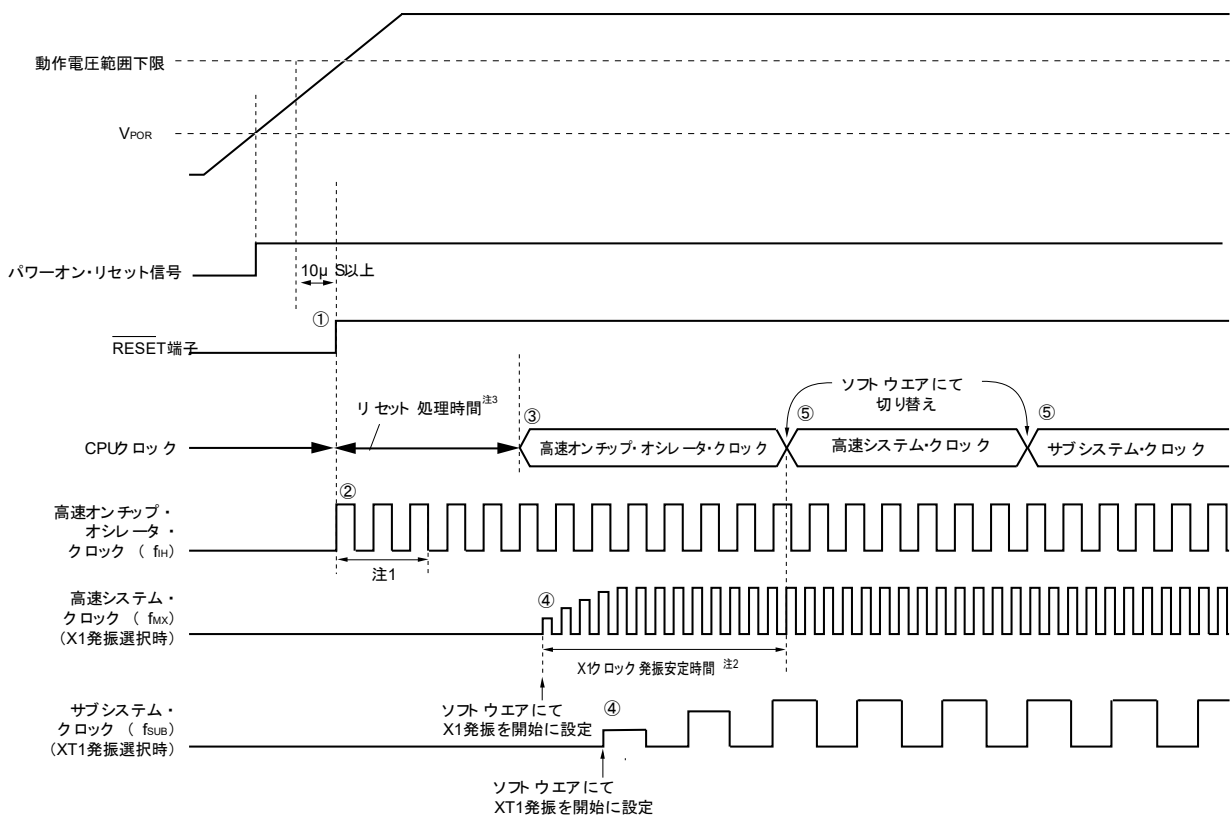 動作電圧範囲下限
VPOR
パワーオン・リセット信号
10μ S以上
①
RESET端子
リセット 処理時間注3
ソフトウエアにて
切り替え
③
⑤
⑤
CPUクロック
高速オンチップ・オシレータ・クロック
高速システム・クロック
サブシステム・クロック
②
高速オンチップ・
オシレータ・
クロック ( fIH)
注1
高速システム・
クロック ( fMX)
(X1発振選択時)
④
X1クロック発振安定時間 注2
ソフトウエアにて
X1発振を開始に設定
サブシステム・
クロック ( fSUB)
(XT1発振選択時)
④
ソフトウエアにて
XT1発振を開始に設定